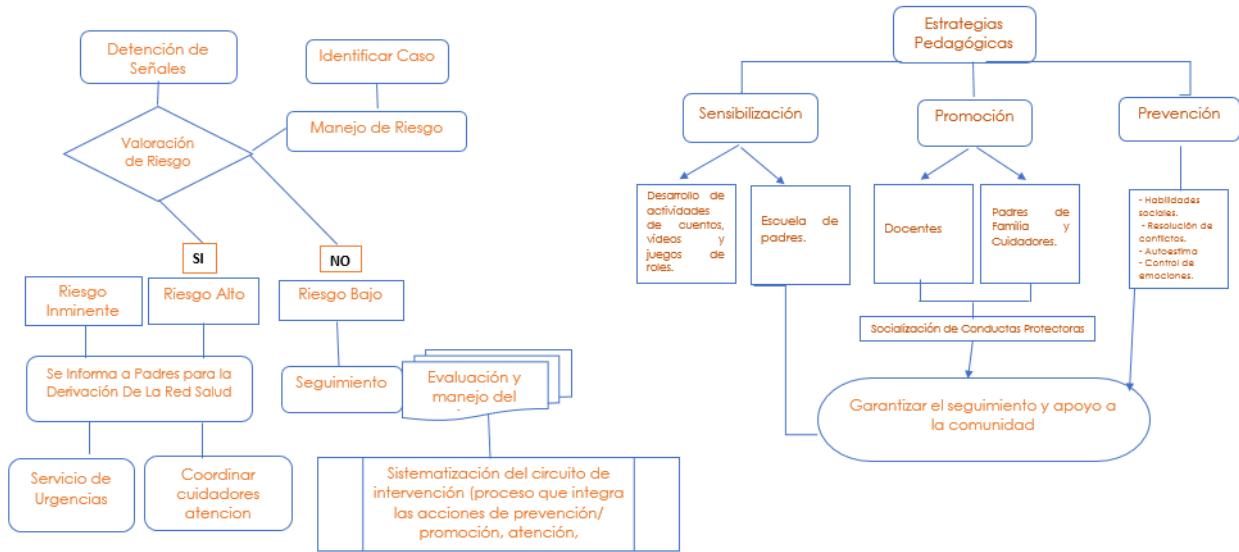 Detención de
Señales
Identificar Caso
Manejo de Riesgo
Valoración
de Riesgo
SI
NO
Riesgo
Inminente
Riesgo Alto
Riesgo Bajo
Se Informa a Padres para la
Derivación De La Red Salud
Seguimiento
Evaluación y
manejo del
Servicio de
Urgencias
Coordinar
cuidadores
atencion
Sistematización del circuito de
intervención (proceso que integra
las acciones de prevención/
promoción, atención,
Estrategias
Pedagógicas
Sensibilización
Promoción
Prevención
Desarrollo de
actividades
de cuentos,
videos y
juegos de
roles.
Escuela de
padres.
Docentes
Padres de
Familia y
Cuidadores.
- Habilidades
sociales.
- Resolución de
conflictos.
- Autoestima
- Control de
emociones.
Socialización de Conductas Protectoras
Garantizar el seguimiento y apoyo a
la comunidad